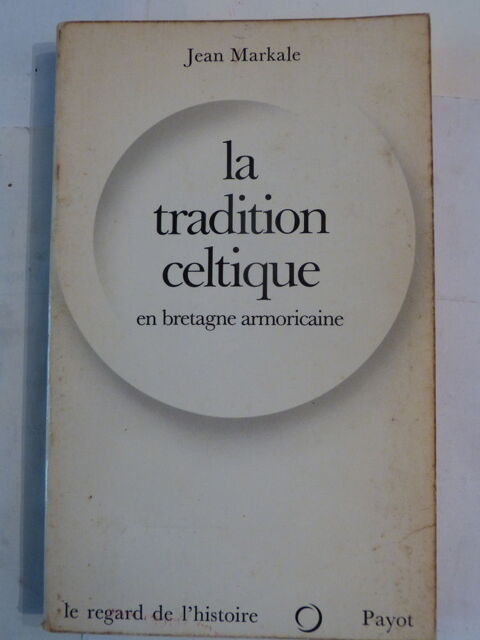 Jean Markale
la
tradition
celtique
en bretagne armoricaine
le regard de l'histoire
Payot